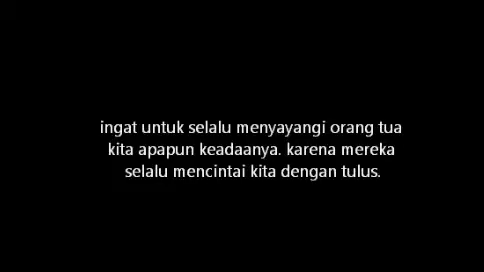 ingat untuk selalu menyayangi orang tua
kita apapun keadaanya. karena mereka
selalu mencintai kita dengan tulus.